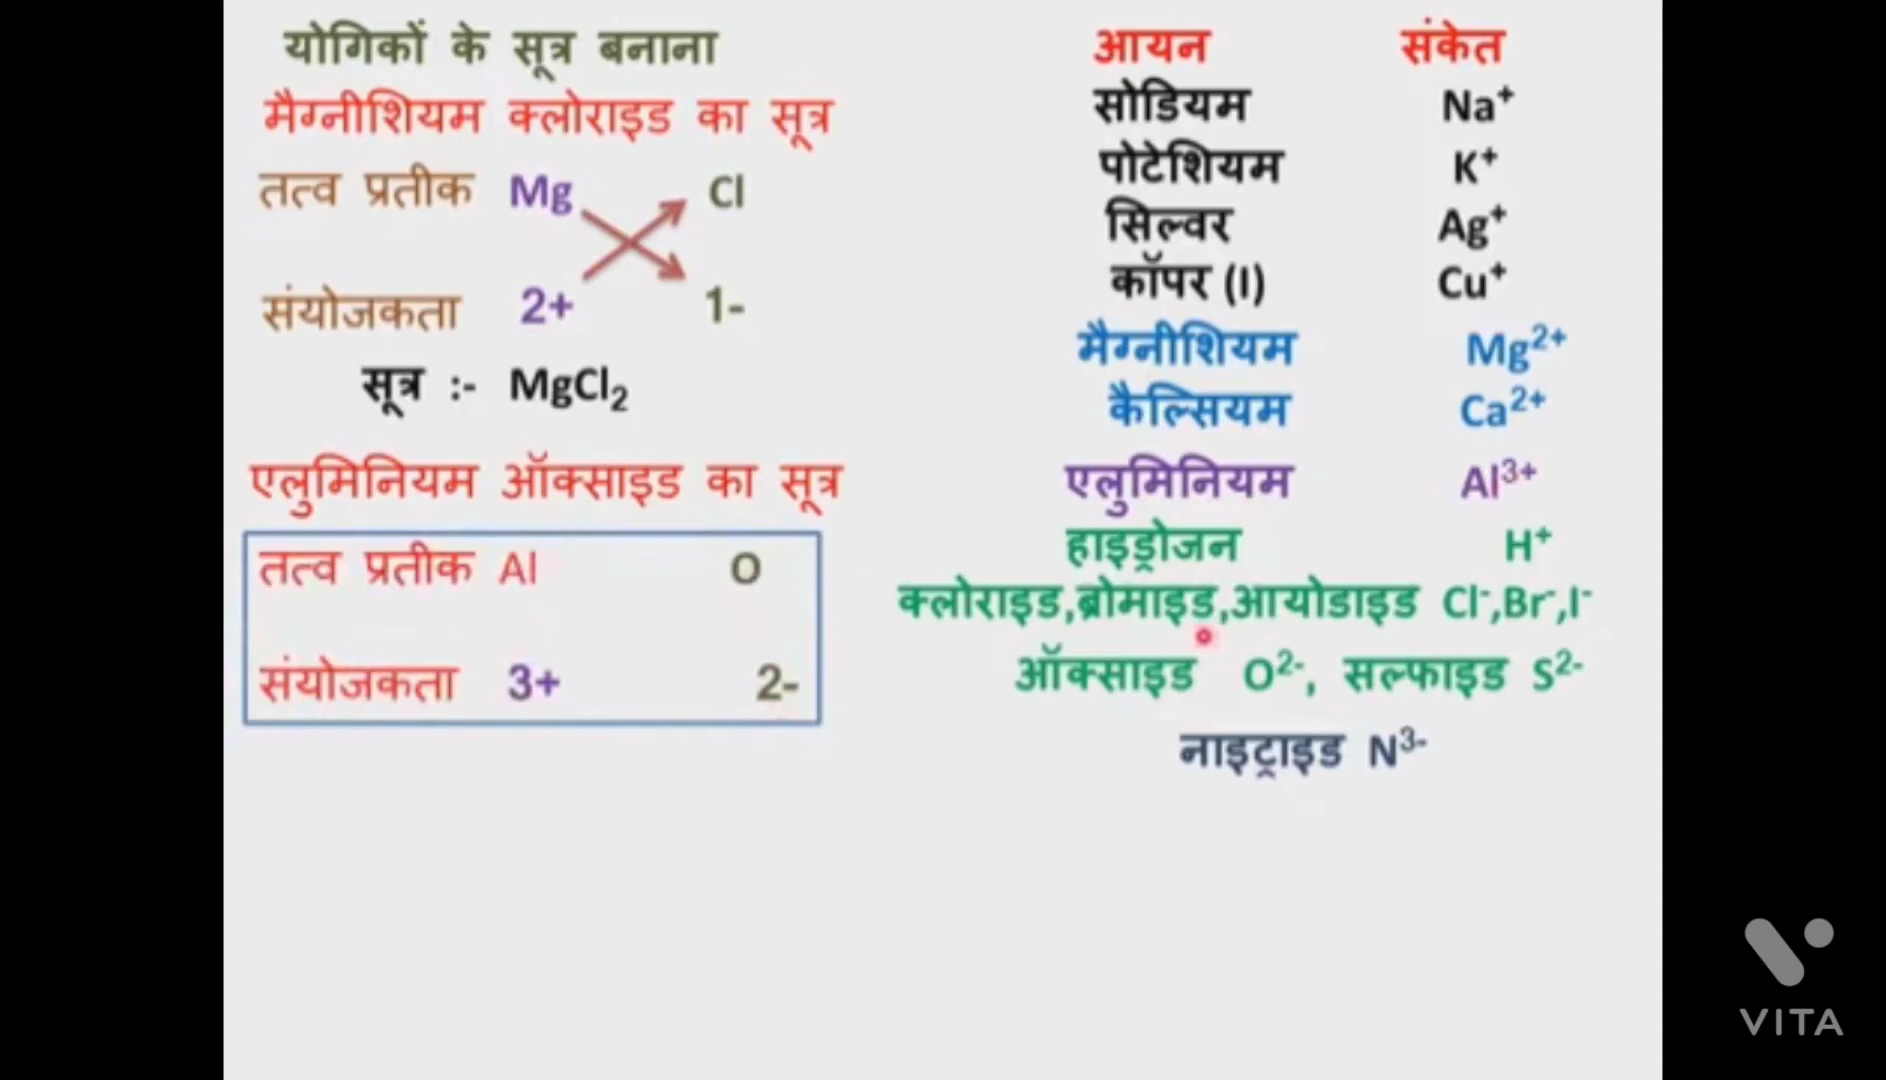 योगिकों के सूत्र बनाना
मैग्नीशियम क्लोराइड का सूत्र
तत्व प्रतीक Mg Cl
संयोजकता 2+ 1-
सूत्र :- MgCl₂
एलुमिनियम ऑक्साइड का सूत्र
तत्व प्रतीक Al O
संयोजकता 3+ 2-
आयन संकेत
सोडियम Na⁺
पोटेशियम K⁺
सिल्वर Ag⁺
कॉपर (I) Cu⁺
मैग्नीशियम Mg²⁺
कैल्सियम Ca²⁺
एलुमिनियम Al³⁺
हाइड्रोजन H⁺
क्लोराइड,ब्रोमाइड,आयोडाइड Cl⁻,Br⁻,I⁻
ऑक्साइड O²⁻, सल्फाइड S²⁻
नाइट्राइड N³⁻
VITA